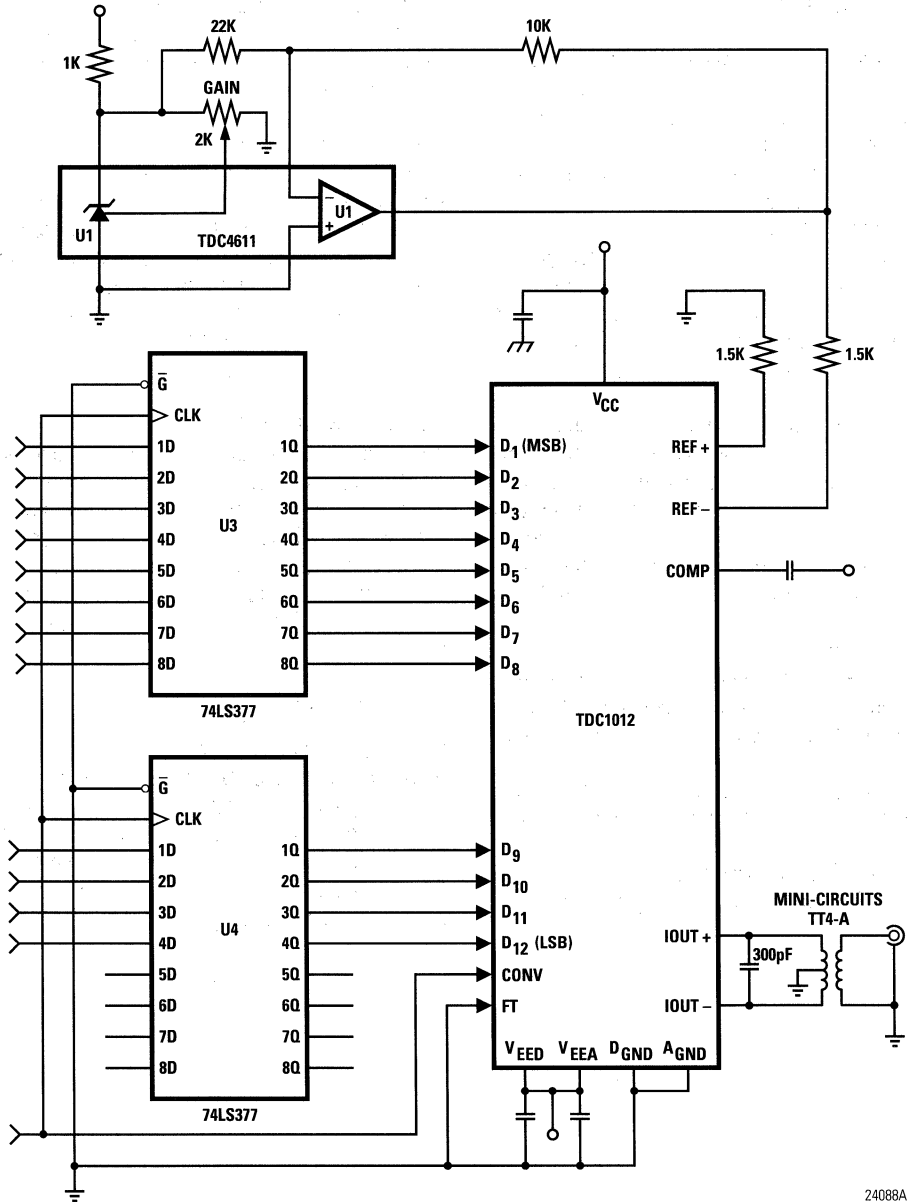 22K
10K
1K
GAIN
2K
U1
U1
−
+
TDC4611
1.5K
1.5K
G̅
CLK
1D
2D
3D
4D
5D
6D
7D
8D
U3
1Q
2Q
3Q
4Q
5Q
6Q
7Q
8Q
74LS377
G̅
CLK
1D
2D
3D
4D
5D
6D
7D
8D
U4
1Q
2Q
3Q
4Q
5Q
6Q
7Q
8Q
74LS377
VCC
D1 (MSB)
D2
D3
D4
D5
D6
D7
D8
D9
D10
D11
D12 (LSB)
CONV
FT
TDC1012
REF +
REF −
COMP
IOUT +
IOUT −
VEED VEEA DGND AGND
300pF
MINI-CIRCUITS
TT4-A
24088A